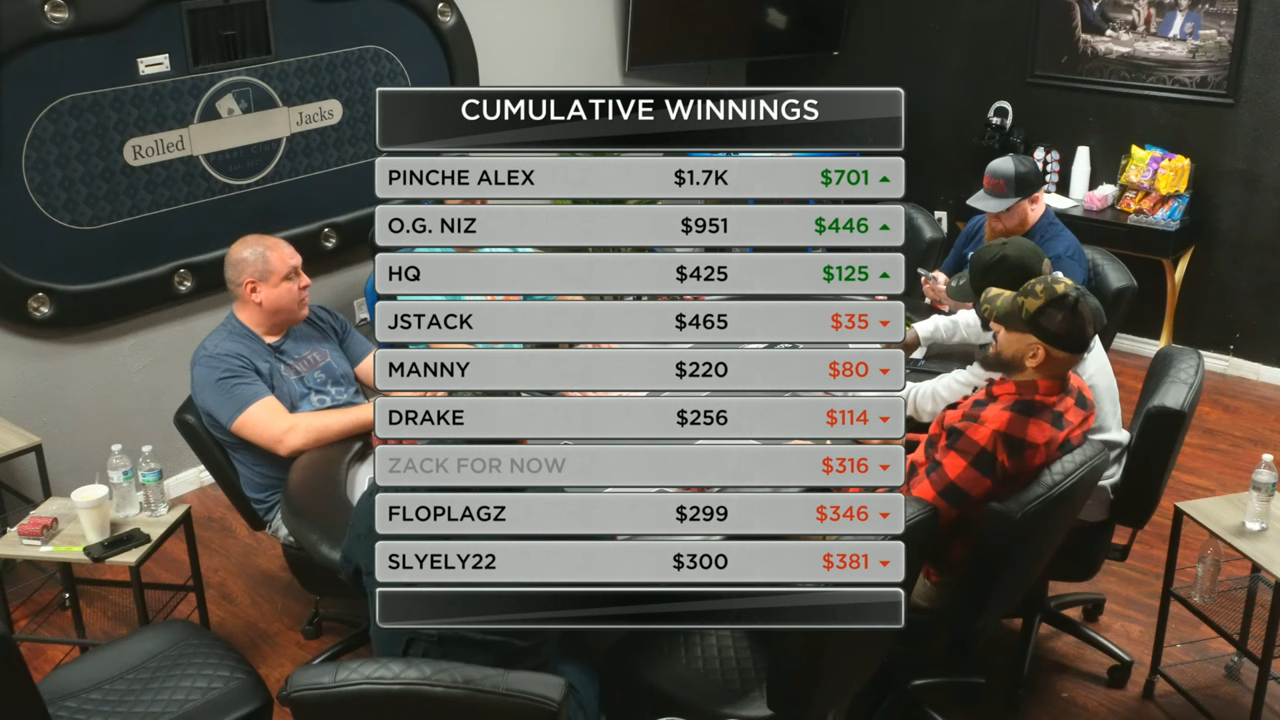 Rolled
Jacks
CUMULATIVE WINNINGS
PINCHE ALEX $1.7K $701
O.G. NIZ $951 $446
HQ $425 $125
JSTACK $465 $35
MANNY $220 $80
DRAKE $256 $114
ZACK FOR NOW $316
FLOPLAGZ $299 $346
SLYELY22 $300 $381